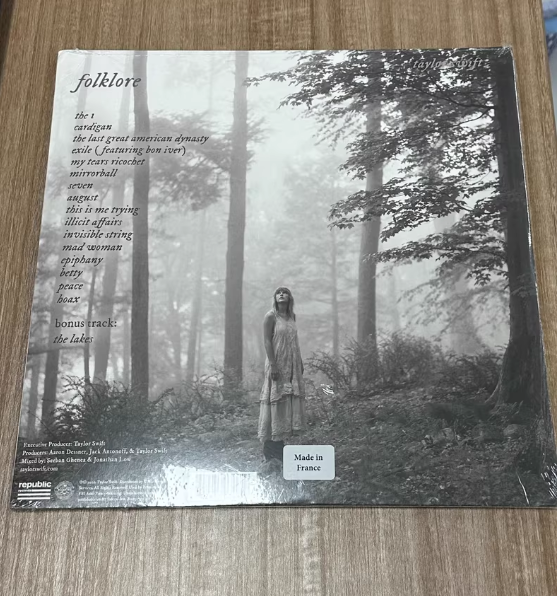 folklore
taylor swift
the 1
cardigan
the last great american dynasty
exile (featuring bon iver)
my tears ricochet
mirrorball
seven
august
this is me trying
illicit affairs
invisible string
mad woman
epiphany
betty
peace
hoax
bonus track:
the lakes
Executive Producer: Taylor Swift
Producers: Aaron Dessner, Jack Antonoff, & Taylor Swift
Mixed by: Serban Ghenea & Jonathan Low
taylorswift.com
Made in
France
republic